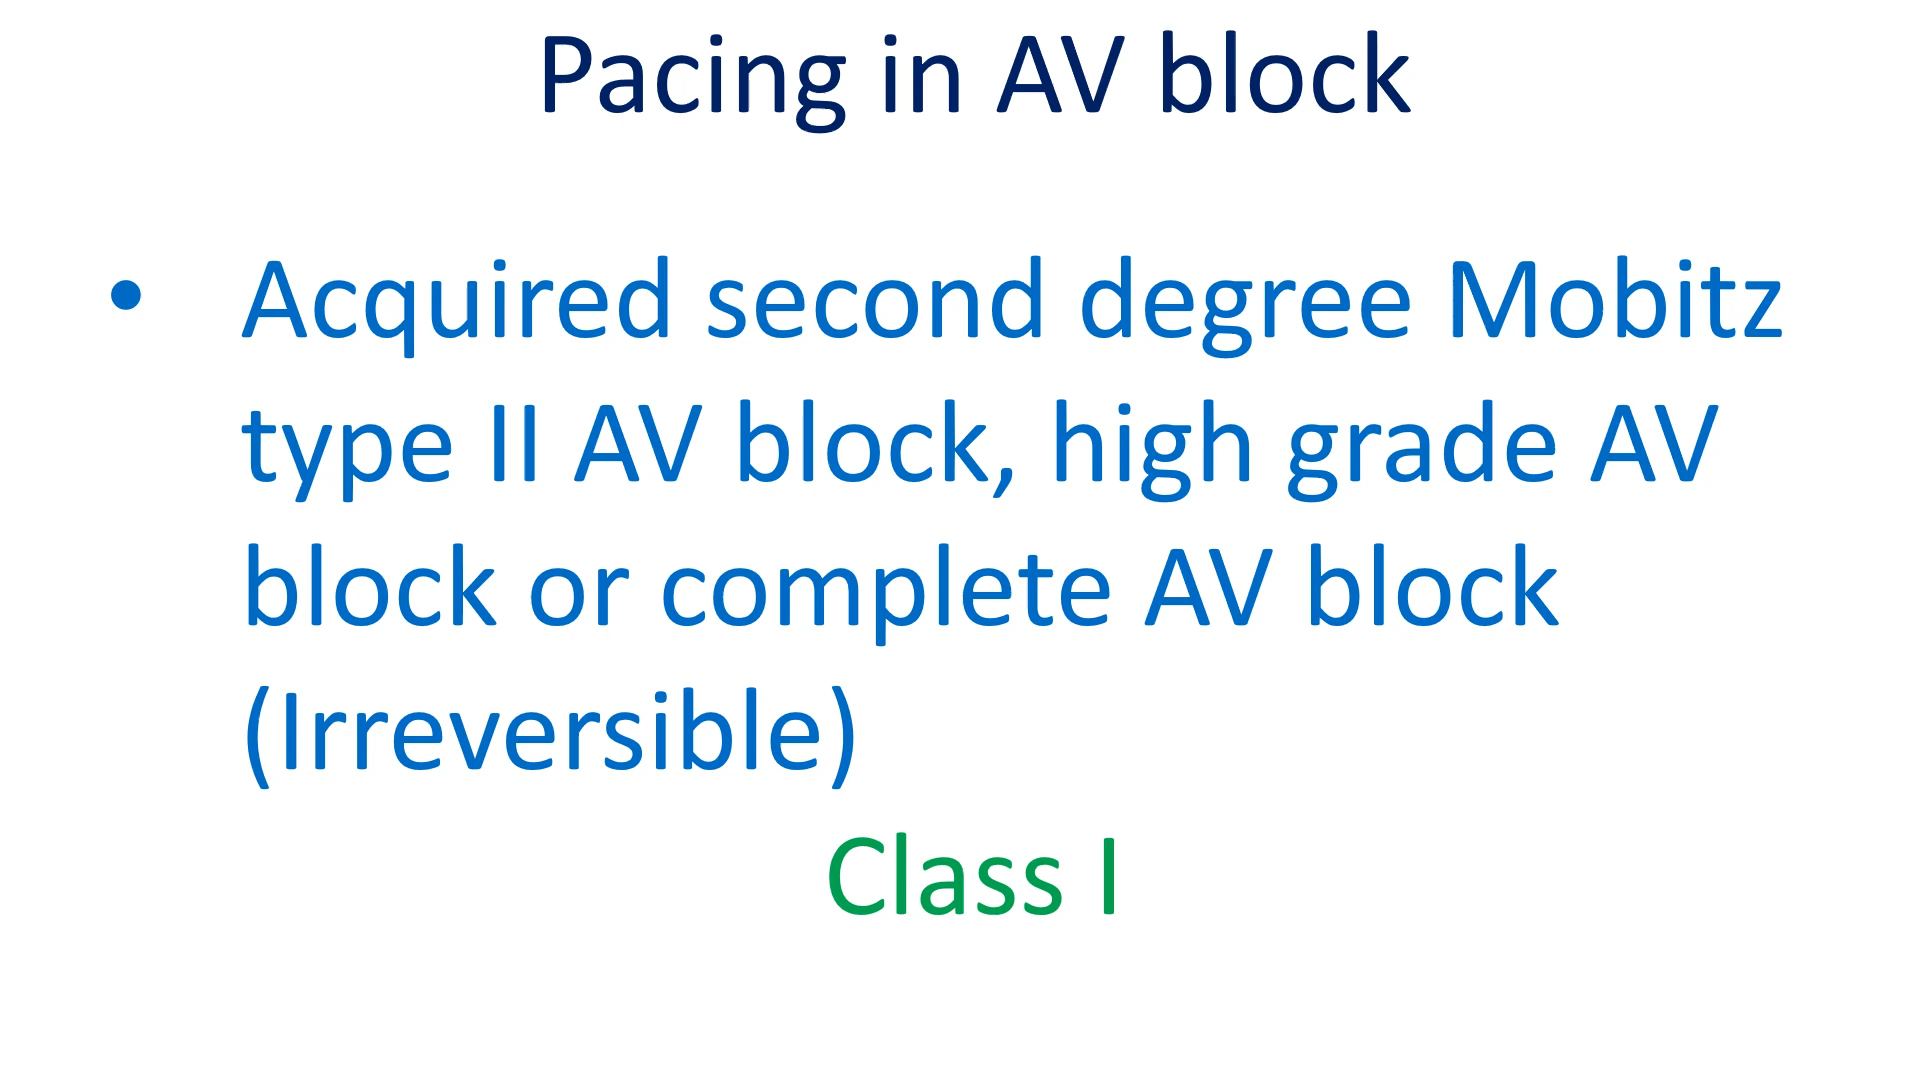 Pacing in AV block
• Acquired second degree Mobitz
type II AV block, high grade AV
block or complete AV block
(Irreversible)
Class I